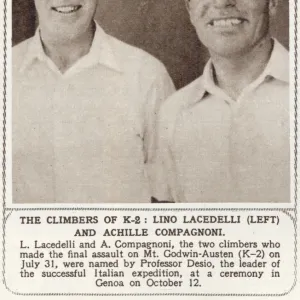 THE CLIMBERS OF K-2 : LINO LACEDELLI (LEFT)
AND ACHILLE COMPAGNONI.
L. Lacedelli and A. Compagnoni, the two climbers who
made the final assault on Mt. Godwin-Austen (K—2) on
July 31, were named by Professor Desio, the leader of
the successful Italian expedition, at a ceremony in
Genoa on October 12.